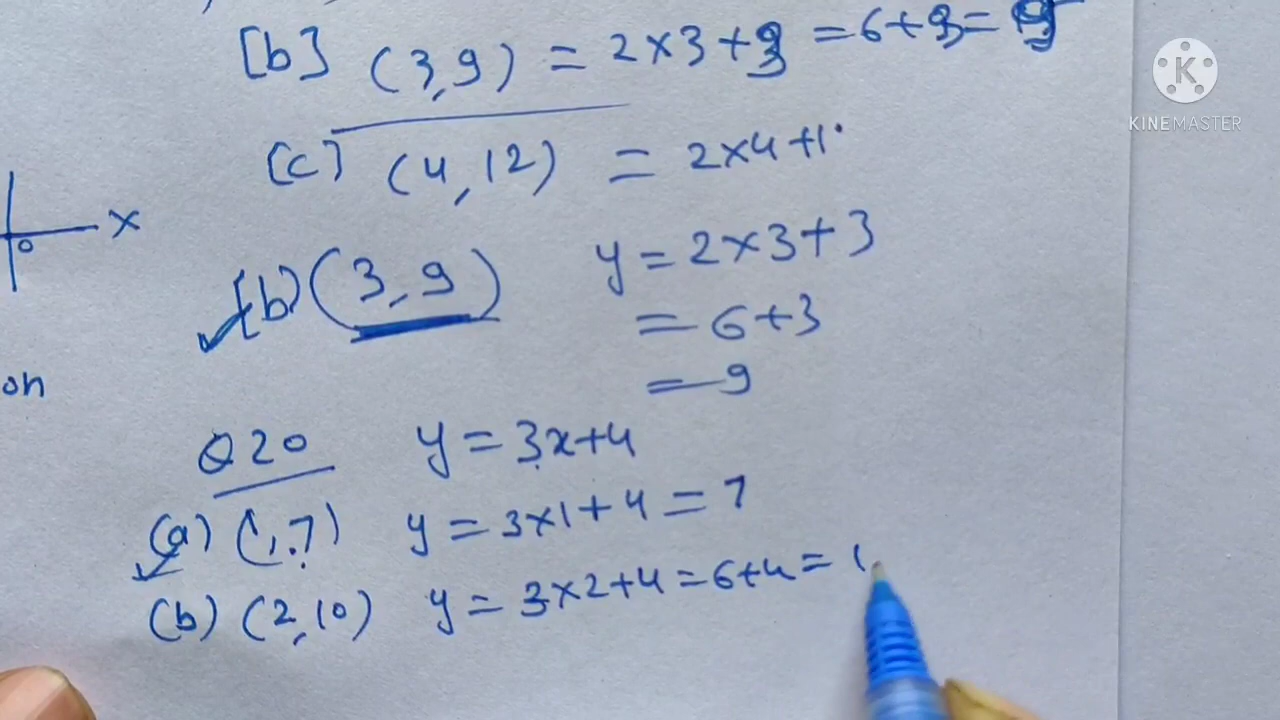 [b] (3,9) = 2×3+3 =6+3= 9
[c] (4,12) = 2×4+1
KINEMASTER
x
0
[b) (3,9) y = 2×3+3
= 6+3
= 9
on
Q20 y = 3x+4
(a) (1,7) y = 3×1+4 = 7
(b) (2,10) y = 3×2+4=6+4= 1